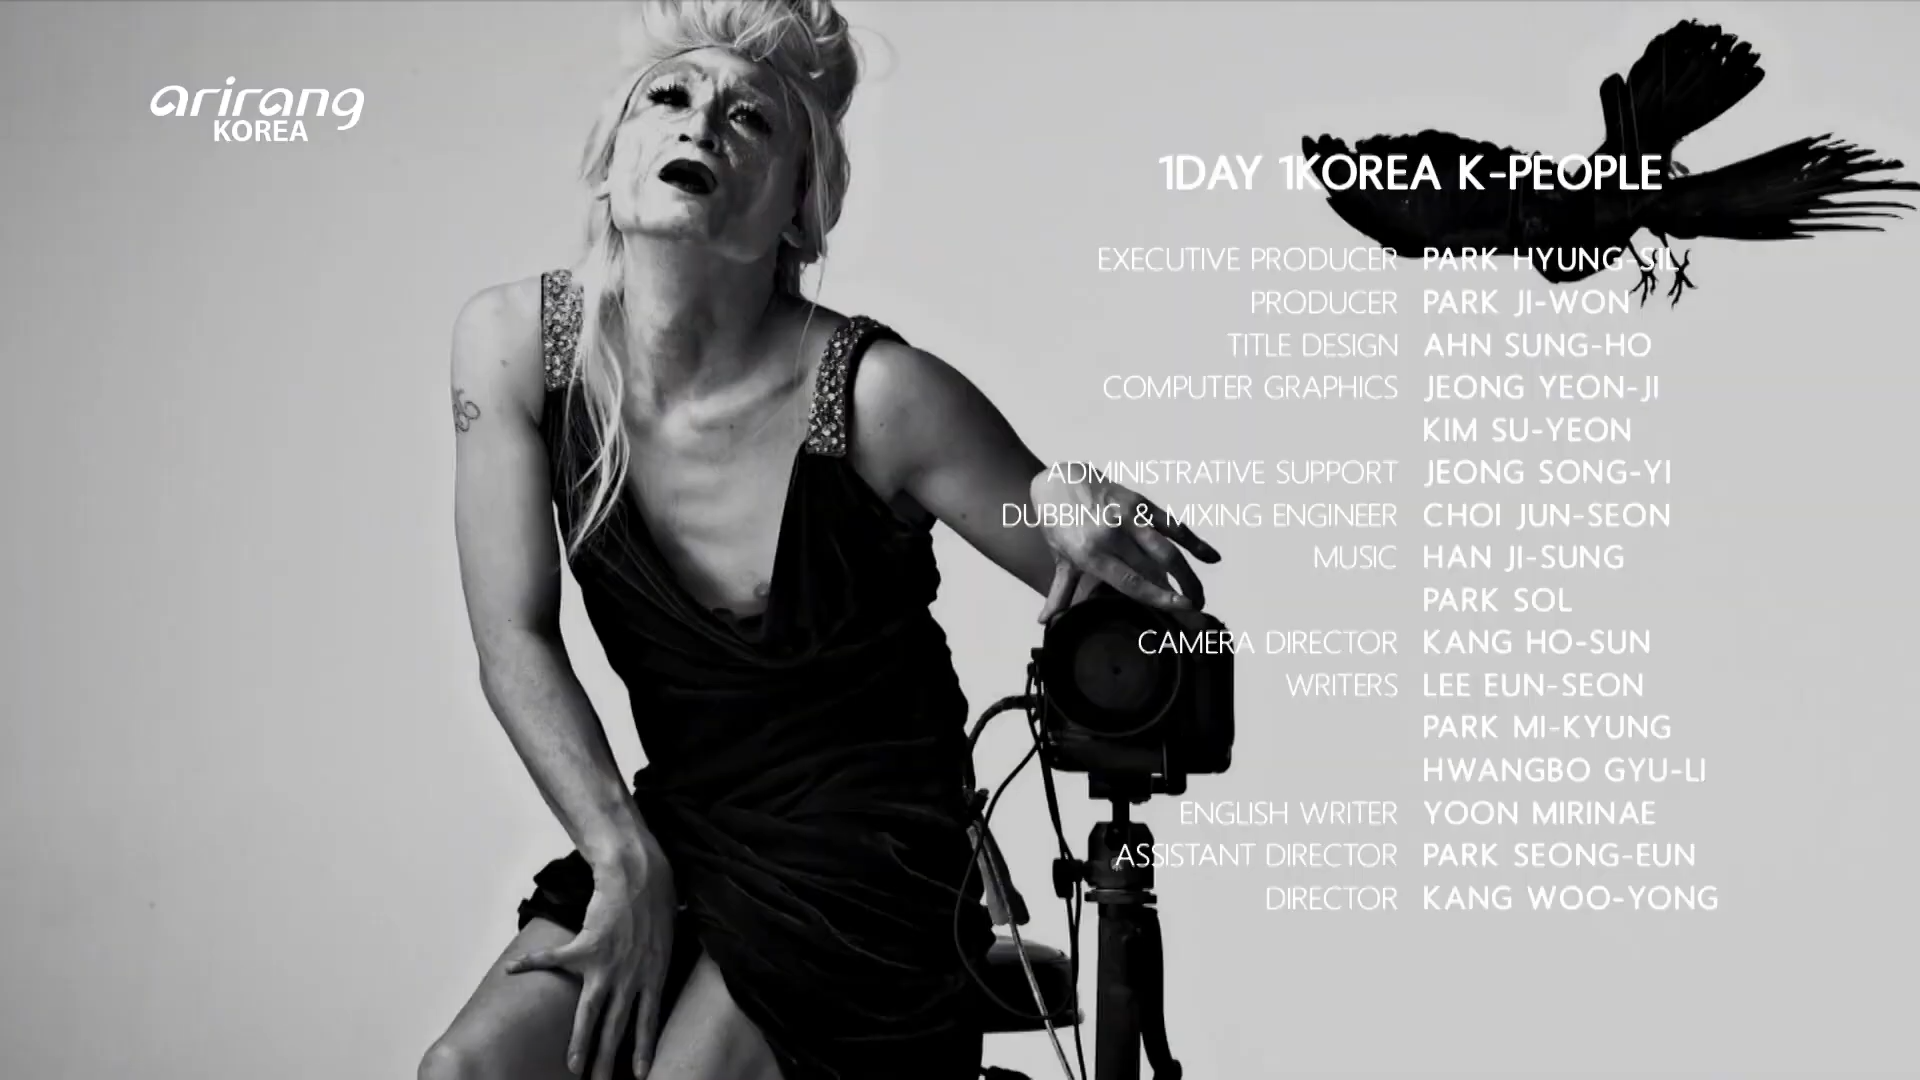 arirang
KOREA
1DAY 1KOREA K-PEOPLE
EXECUTIVE PRODUCER PARK HYUNG-SIL
PRODUCER PARK JI-WON
TITLE DESIGN AHN SUNG-HO
COMPUTER GRAPHICS JEONG YEON-JI
KIM SU-YEON
ADMINISTRATIVE SUPPORT JEONG SONG-YI
DUBBING & MIXING ENGINEER CHOI JUN-SEON
MUSIC HAN JI-SUNG
PARK SOL
CAMERA DIRECTOR KANG HO-SUN
WRITERS LEE EUN-SEON
PARK MI-KYUNG
HWANGBO GYU-LI
ENGLISH WRITER YOON MIRINAE
ASSISTANT DIRECTOR PARK SEONG-EUN
DIRECTOR KANG WOO-YONG